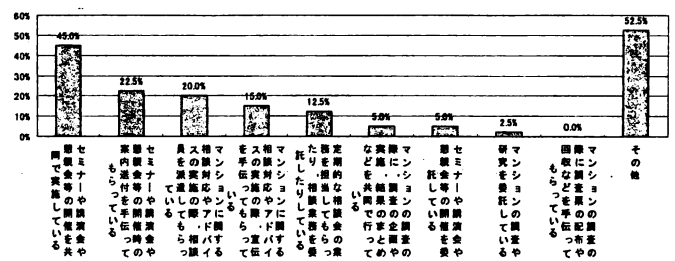 60%
50%
40%
30%
20%
10%
0%
45.0%
22.5%
20.0%
15.0%
12.5%
5.0%
5.0%
2.5%
0.0%
52.5%
セミナーや講演会や
懇親会等の開催を共
同で実施している
セミナーや講演会や
懇親会等の開催時の
案内送付を手伝って
もらっている
マンションに関する
相談対応やアドバイ
スの実施の際、相談
員を派遣してもらっ
ている
マンションに関する
相談対応やアドバイ
スの実施の際、宣伝
を手伝ってもらって
いる
定期的な相談会の業
務を担当してもらっ
たり、相談業務を委
託したりしている
マンションの調査の
際に、調査の企画や
実施、結果のまとめ
などを共同で行って
いる
セミナーや講演会や
懇親会等の開催を委
託している
マンションの調査や
研究を委託している
マンションの調査の
際に調査票の配布や
回収などを手伝って
もらっている
その他